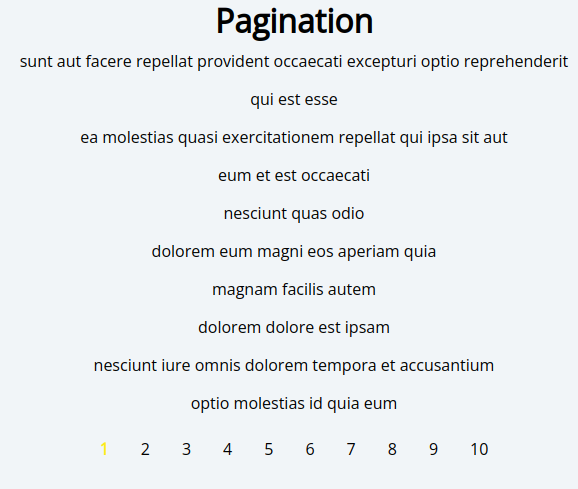 Pagination
sunt aut facere repellat provident occaecati excepturi optio reprehenderit
qui est esse
ea molestias quasi exercitationem repellat qui ipsa sit aut
eum et est occaecati
nesciunt quas odio
dolorem eum magni eos aperiam quia
magnam facilis autem
dolorem dolore est ipsam
nesciunt iure omnis dolorem tempora et accusantium
optio molestias id quia eum
1 2 3 4 5 6 7 8 9 10